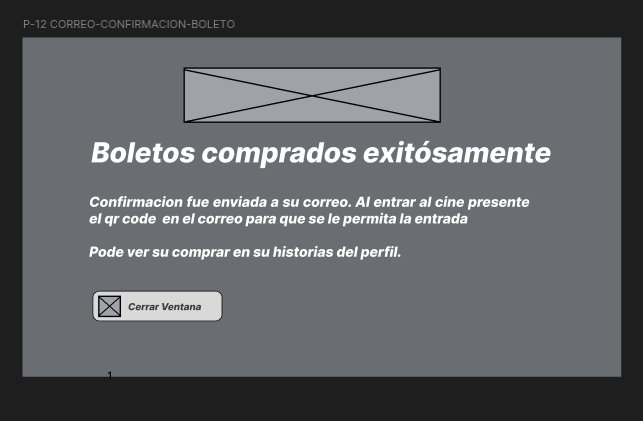 P-12 CORREO-CONFIRMACION-BOLETO
Boletos comprados exitósamente
Confirmacion fue enviada a su correo. Al entrar al cine presente
el qr code en el correo para que se le permita la entrada
Pode ver su comprar en su historias del perfil.
Cerrar Ventana
1